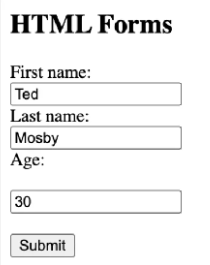 HTML Forms
First name:
Ted
Last name:
Mosby
Age:
30
Submit